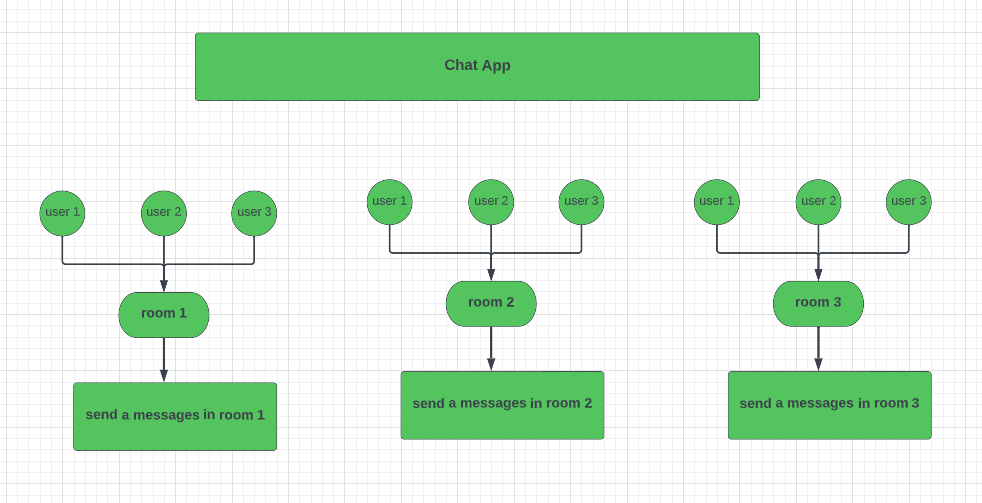 Chat App
user 1
user 2
user 3
user 1
user 2
user 3
user 1
user 2
user 3
room 1
room 2
room 3
send a messages in room 1
send a messages in room 2
send a messages in room 3